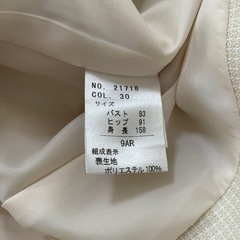 NO. 21718
COL. 30
サイズ
バスト 83
ヒップ 91
身長 158
9AR
組成表示
表生地
ポリエステル100%